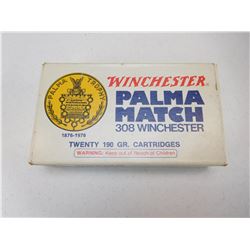 PALMA TROPHY
1876-1976
WINCHESTER
PALMA
MATCH
308 WINCHESTER
TWENTY 190 GR. CARTRIDGES
WARNING: Keep out of Reach of Children